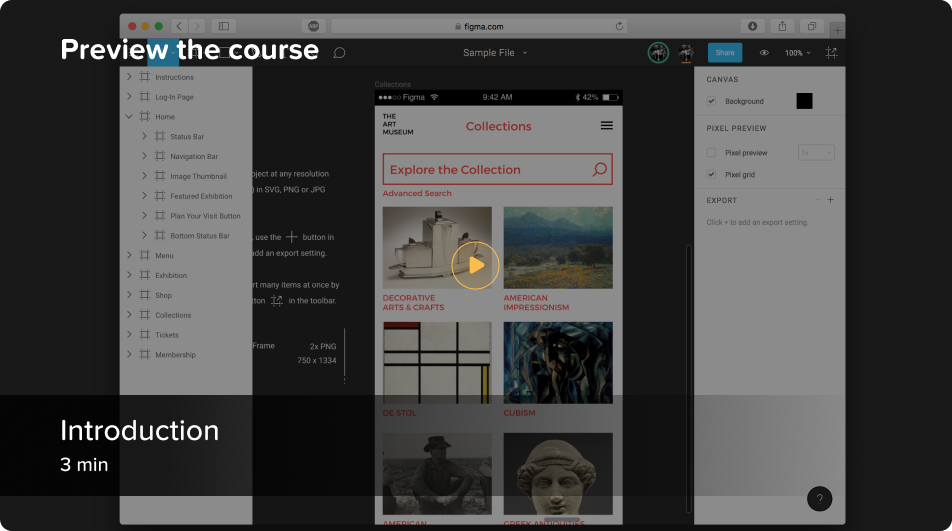 figma.com
Preview the course
Sample File
Share
100%
Instructions
Log-In Page
Home
Status Bar
Navigation Bar
Image Thumbnail
Featured Exhibition
Plan Your Visit Button
Bottom Status Bar
Menu
Exhibition
Shop
Collections
Tickets
Membership
oject at any resolution
) in SVG, PNG or JPG
, use the button in
add an export setting.
rt many items at once by
tton in the toolbar.
Frame 2x PNG
750 x 1334
Collections
Figma 9:42 AM 42%
THE
ART
MUSEUM
Collections
Explore the Collection
Advanced Search
DECORATIVE
ARTS & CRAFTS
AMERICAN
IMPRESSIONISM
DE STIJL
CUBISM
AMERICAN
GREEK ANTIQUITIES
CANVAS
Background
PIXEL PREVIEW
Pixel preview 1x
Pixel grid
EXPORT
Click + to add an export setting.
Introduction
3 min
?